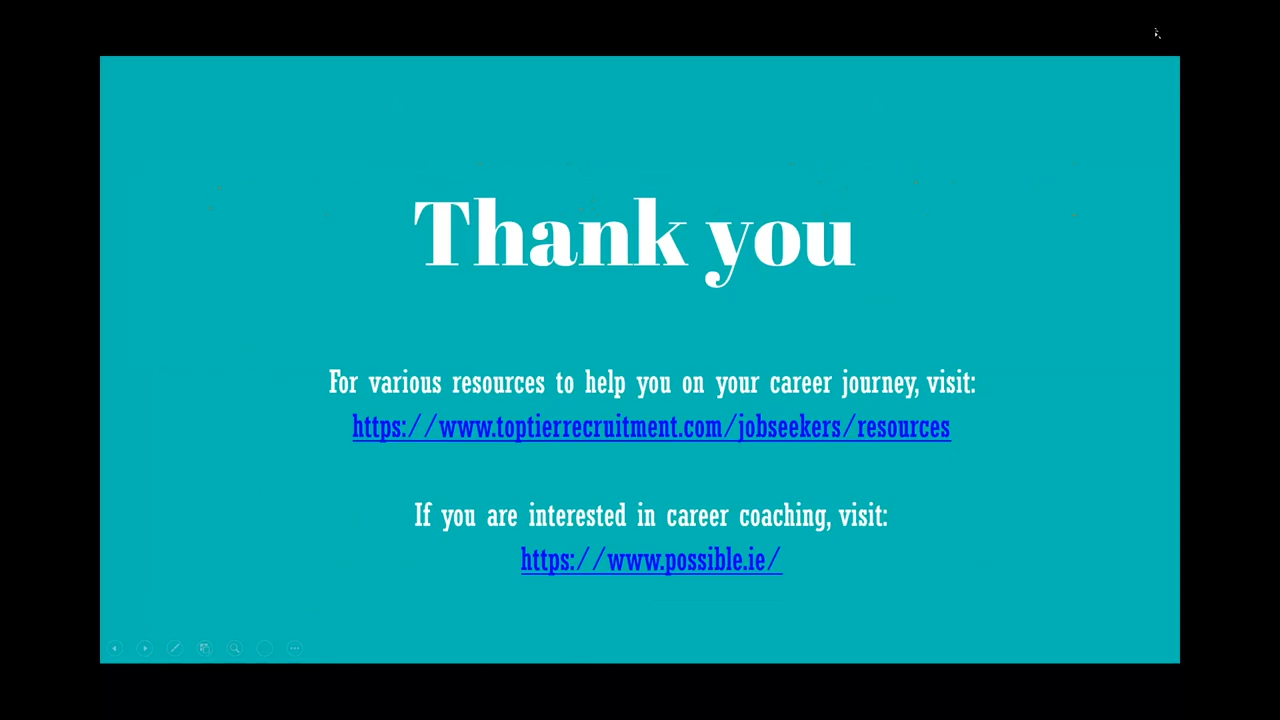 Thank you
For various resources to help you on your career journey, visit:
https://www.toptierrecruitment.com/jobseekers/resources
If you are interested in career coaching, visit:
https://www.possible.ie/